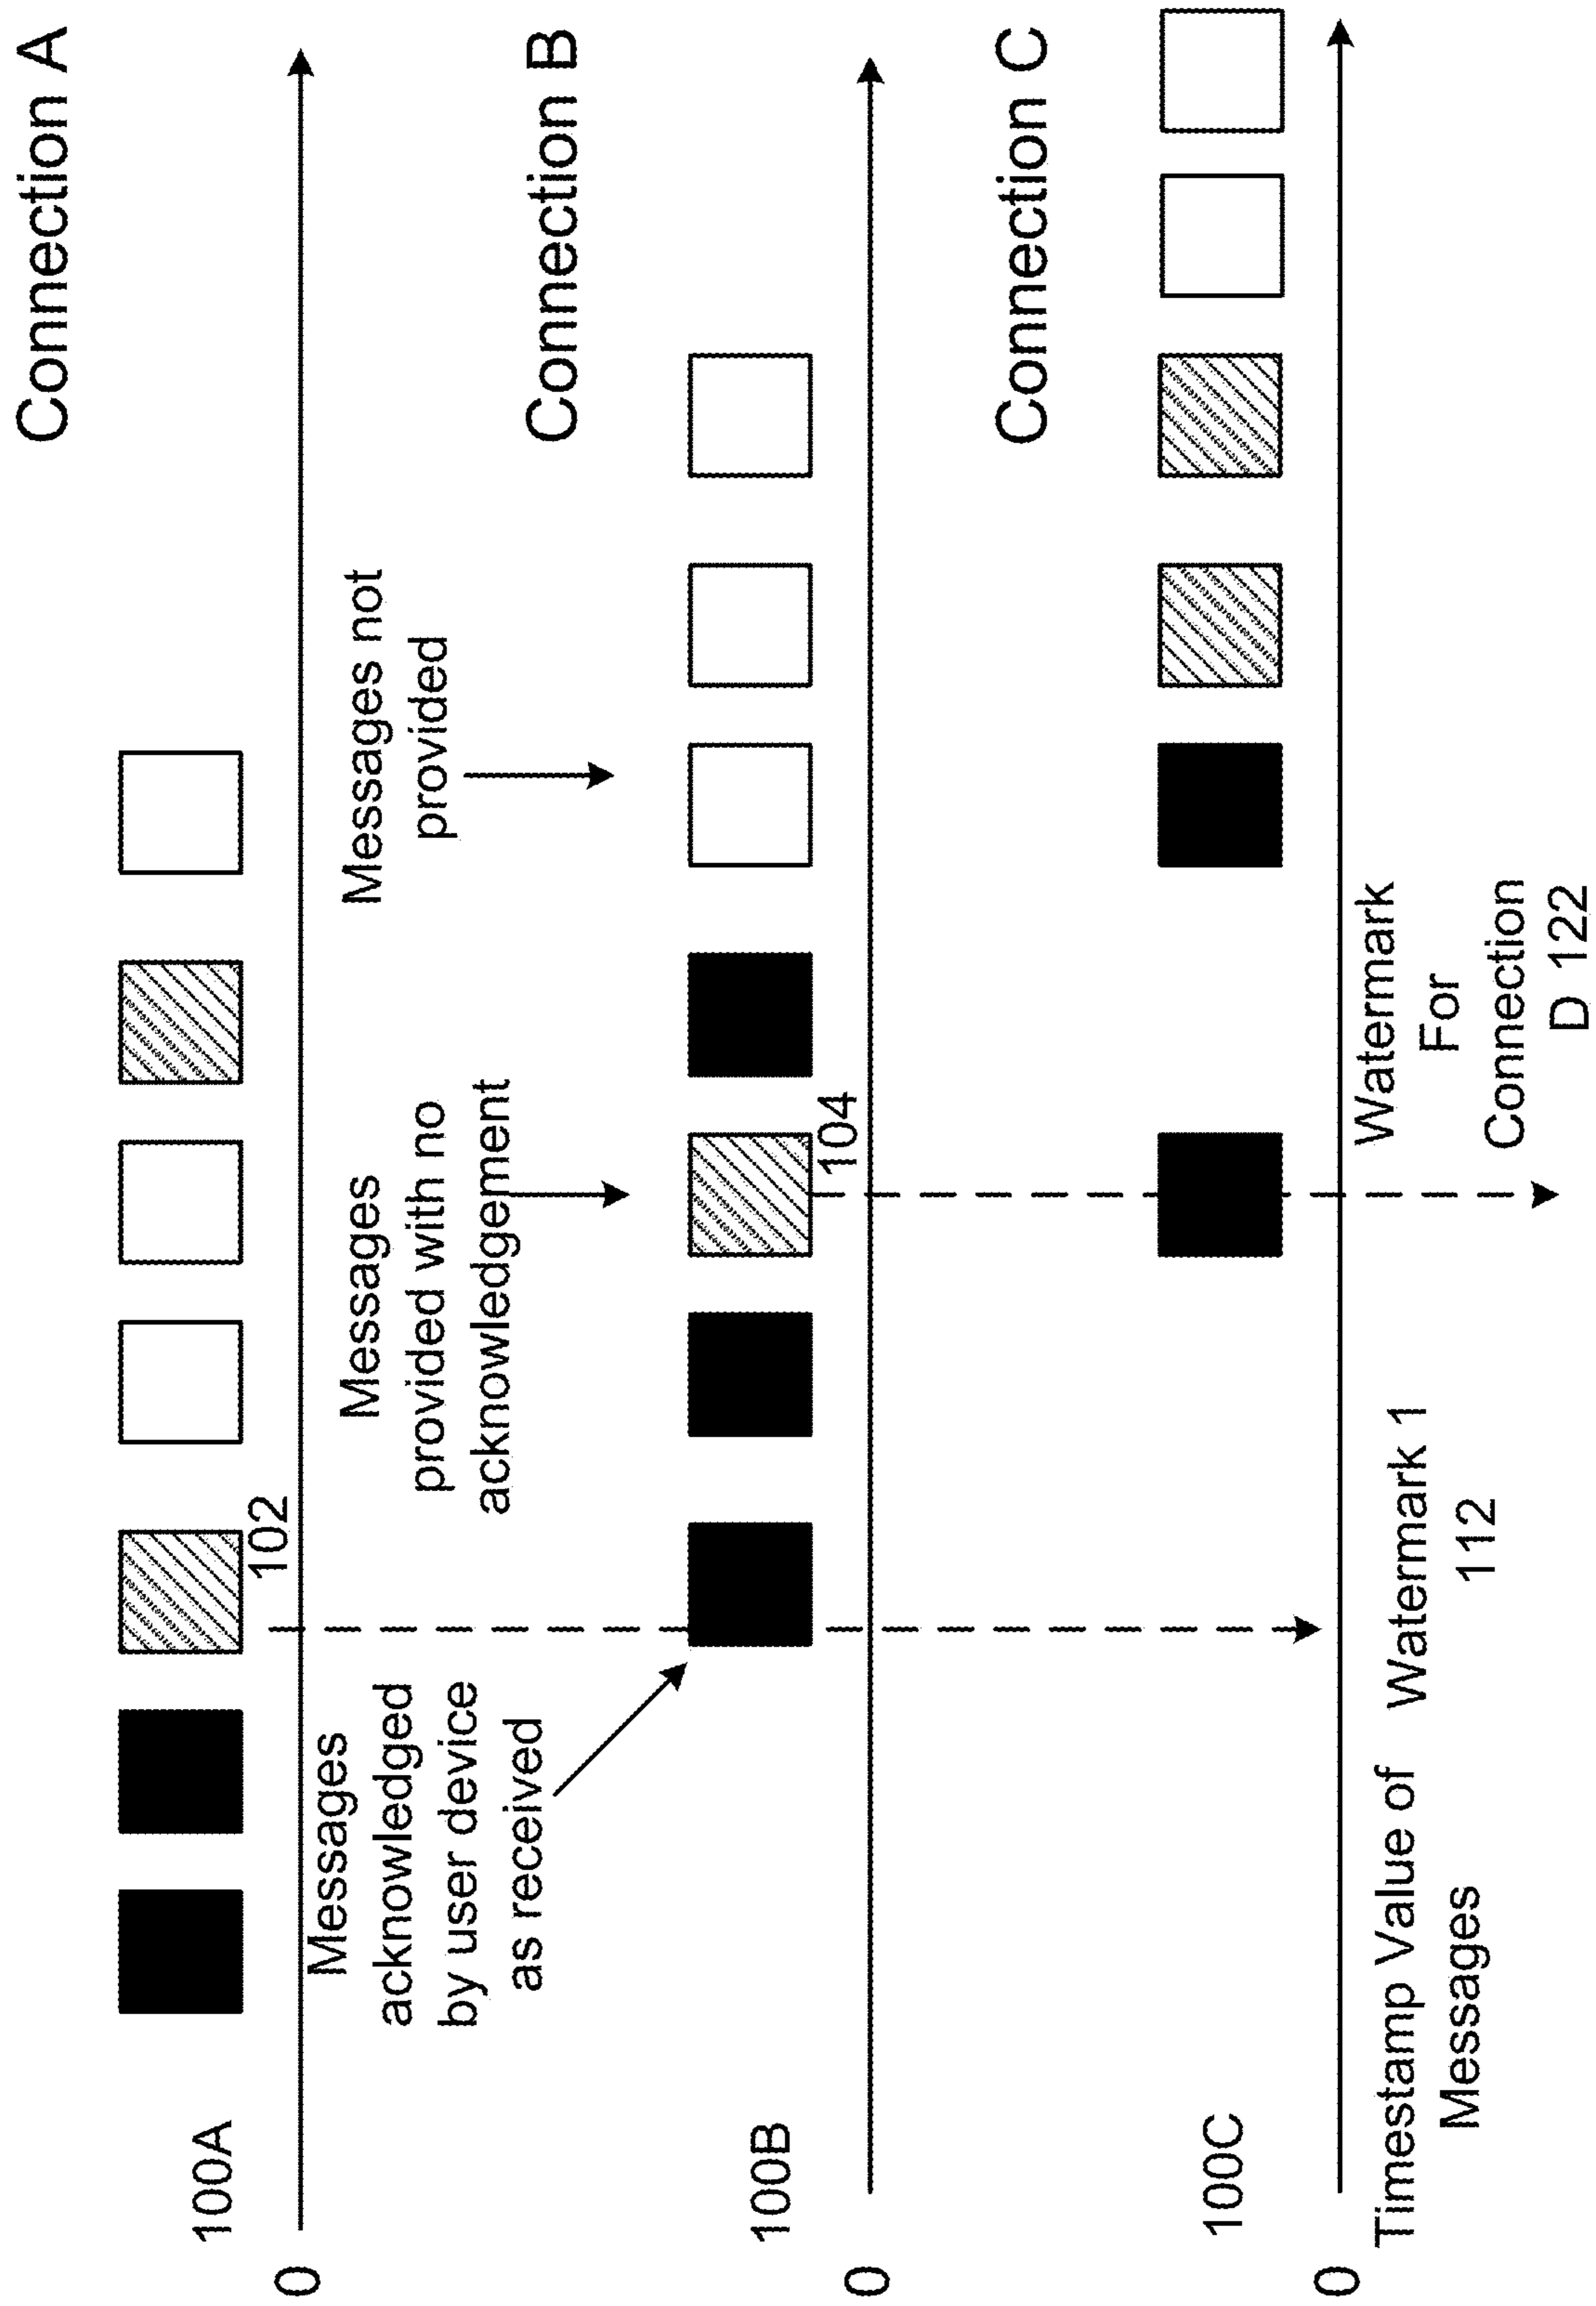 Connection A
100A
102
0
Messages
acknowledged
by user device
as received
Messages
provided with no
acknowledgement
Messages not
provided
Connection B
100B
104
0
Connection C
100C
0
Timestamp Value of
Messages
Watermark 1
112
Watermark
For
Connection
D 122